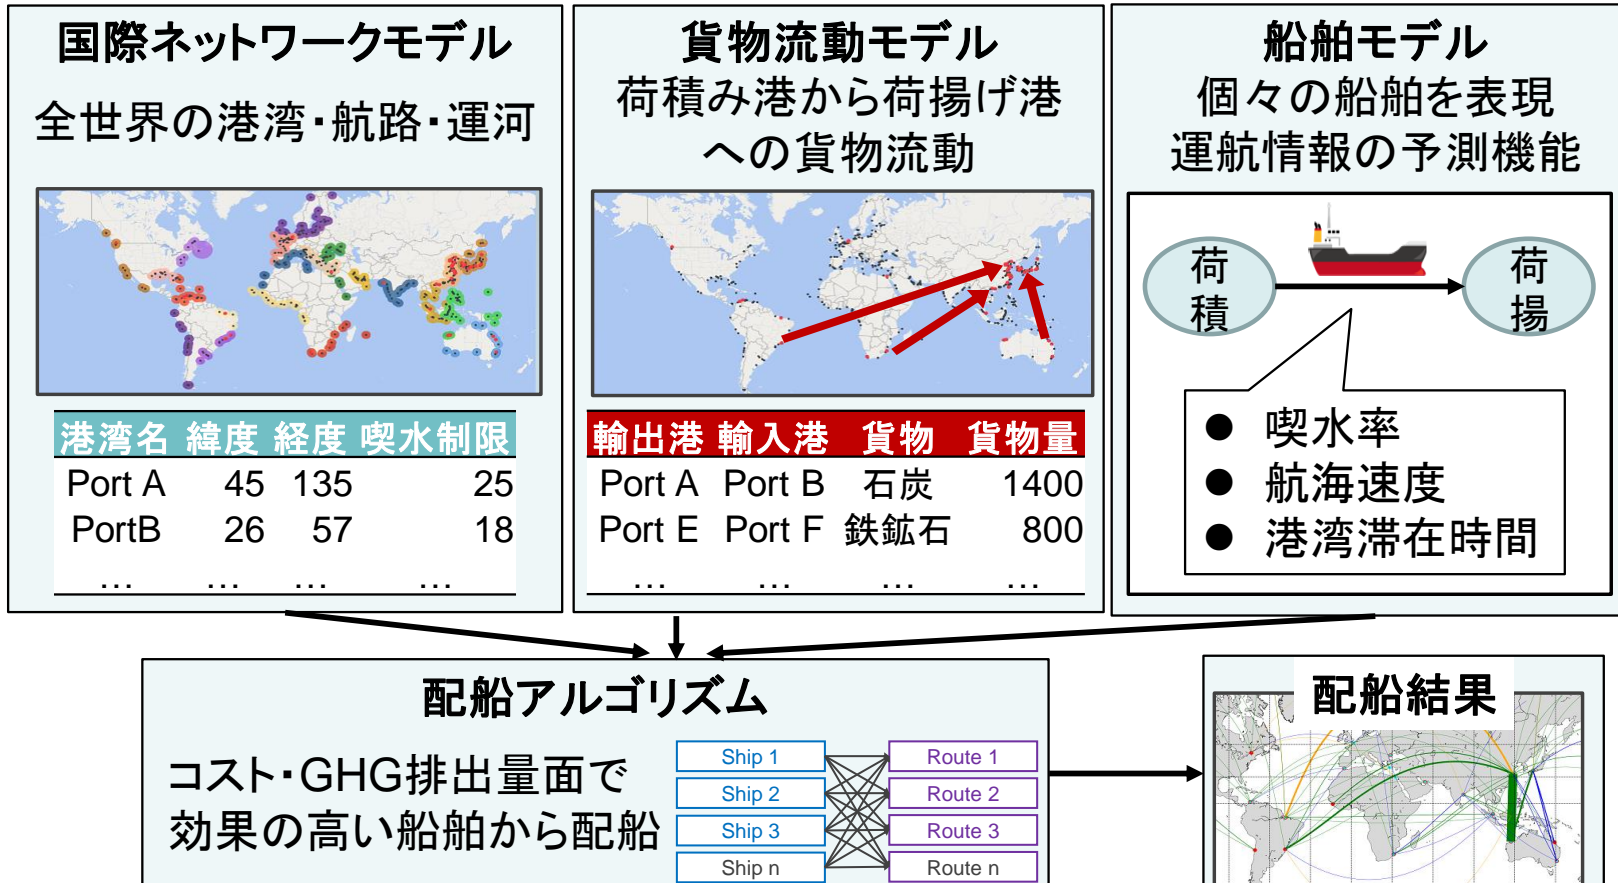 国際ネットワークモデル
全世界の港湾・航路・運河
港湾名 緯度 経度 喫水制限
Port A 45 135 25
PortB 26 57 18
… … … …
貨物流動モデル
荷積み港から荷揚げ港
への貨物流動
輸出港 輸入港 貨物 貨物量
Port A Port B 石炭 1400
Port E Port F 鉄鉱石 800
… … … …
船舶モデル
個々の船舶を表現
運航情報の予測機能
荷積
荷揚
● 喫水率
● 航海速度
● 港湾滞在時間
配船アルゴリズム
コスト・GHG排出量面で
効果の高い船舶から配船
Ship 1 Route 1
Ship 2 Route 2
Ship 3 Route 3
Ship n Route n
配船結果